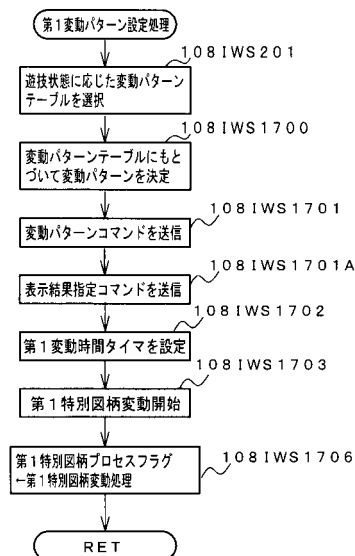 第1変動パターン設定処理
108IWS201
遊技状態に応じた変動パターン
テーブルを選択
108IWS1700
変動パターンテーブルにもと
づいて変動パターンを決定
108IWS1701
変動パターンコマンドを送信
108IWS1701A
表示結果指定コマンドを送信
108IWS1702
第1変動時間タイマを設定
108IWS1703
第1特別図柄変動開始
108IWS1706
第1特別図柄プロセスフラグ
←第1特別図柄変動処理
RET